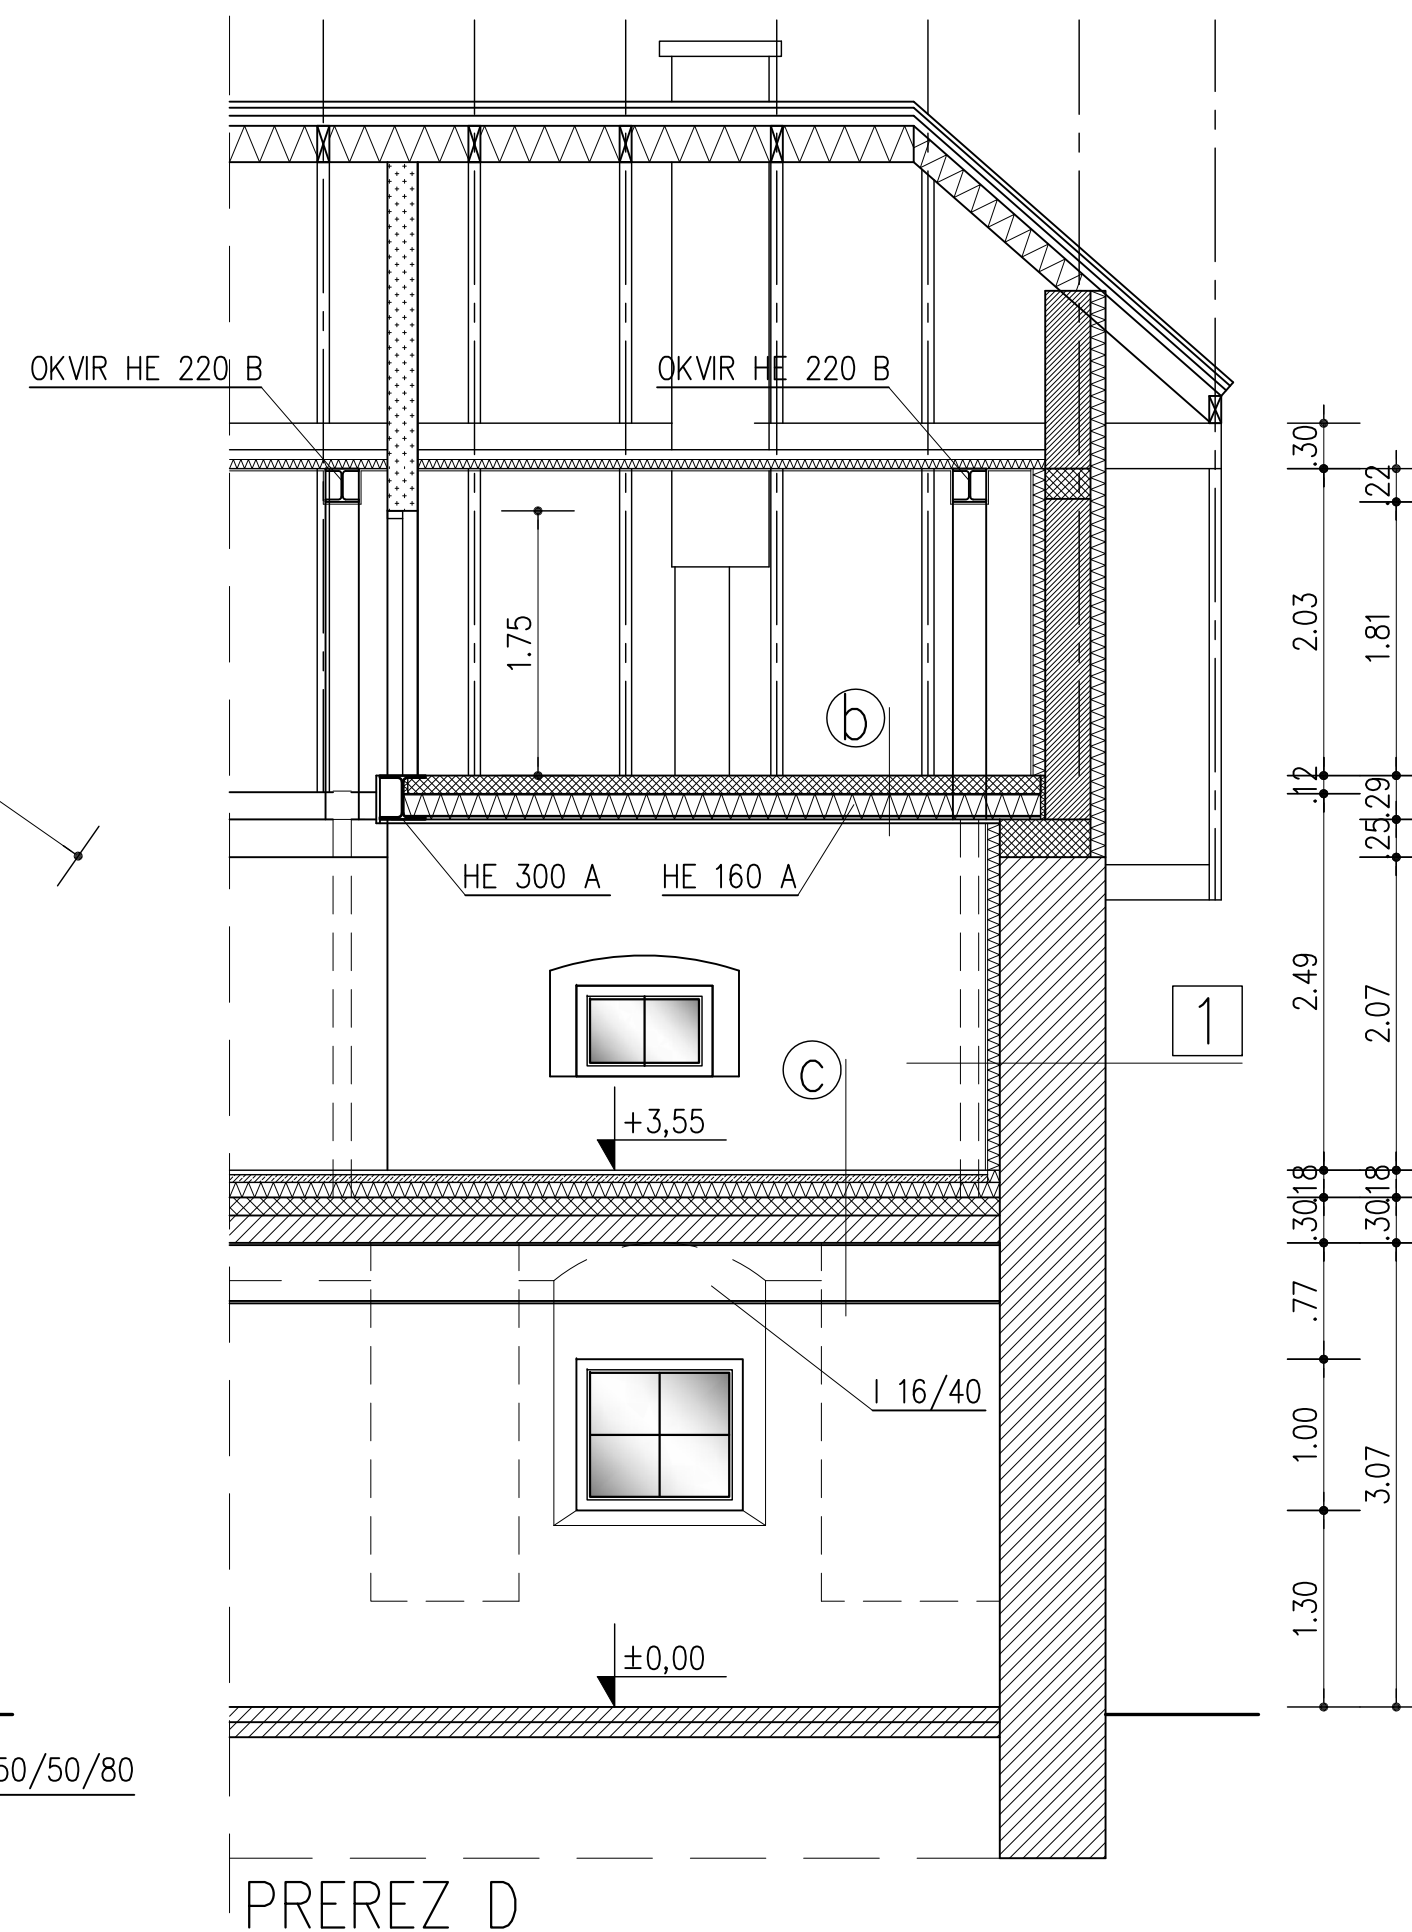 OKVIR HE 220 B
OKVIR HE 220 B
.30
.22
2.03
1.81
1.75
b
.12
.29
.25
HE 300 A
HE 160 A
2.49
2.07
1
c
+3,55
.18
.18
.30
.30
.77
I 16/40
1.00
3.07
1.30
±0,00
50/50/80
PREREZ D